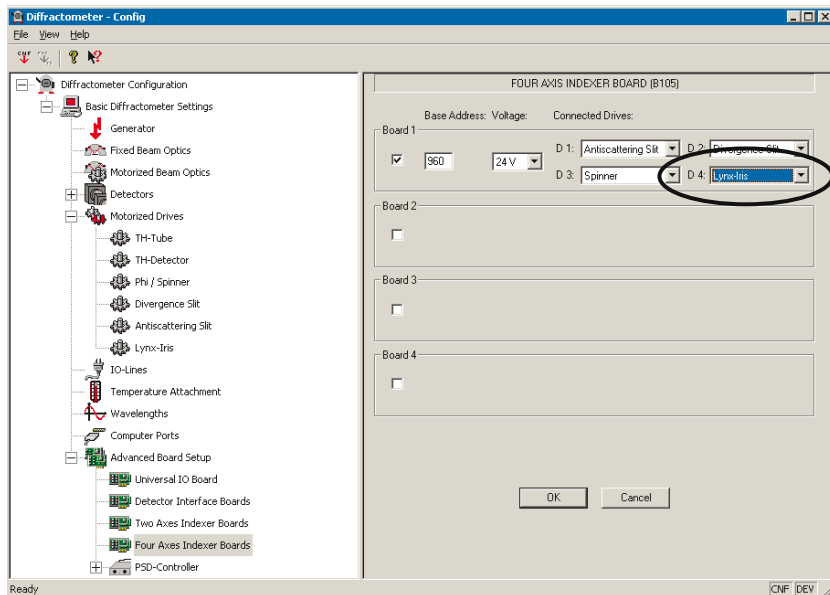 Diffractometer - Config
File View Help
Diffractometer Configuration
Basic Diffractometer Settings
Generator
Fixed Beam Optics
Motorized Beam Optics
Detectors
Motorized Drives
TH-Tube
TH-Detector
Phi / Spinner
Divergence Slit
Antiscattering Slit
Lynx-Iris
IO-Lines
Temperature Attachment
Wavelengths
Computer Ports
Advanced Board Setup
Universal IO Board
Detector Interface Boards
Two Axes Indexer Boards
Four Axes Indexer Boards
PSD-Controller
FOUR AXIS INDEXER BOARD (B105)
Base Address: Voltage: Connected Drives:
Board 1
960 24 V D 1: Antiscattering Slit D 2: Divergence Slit
D 3: Spinner D 4: Lynx-Iris
Board 2
Board 3
Board 4
OK Cancel
Ready CNF DEV